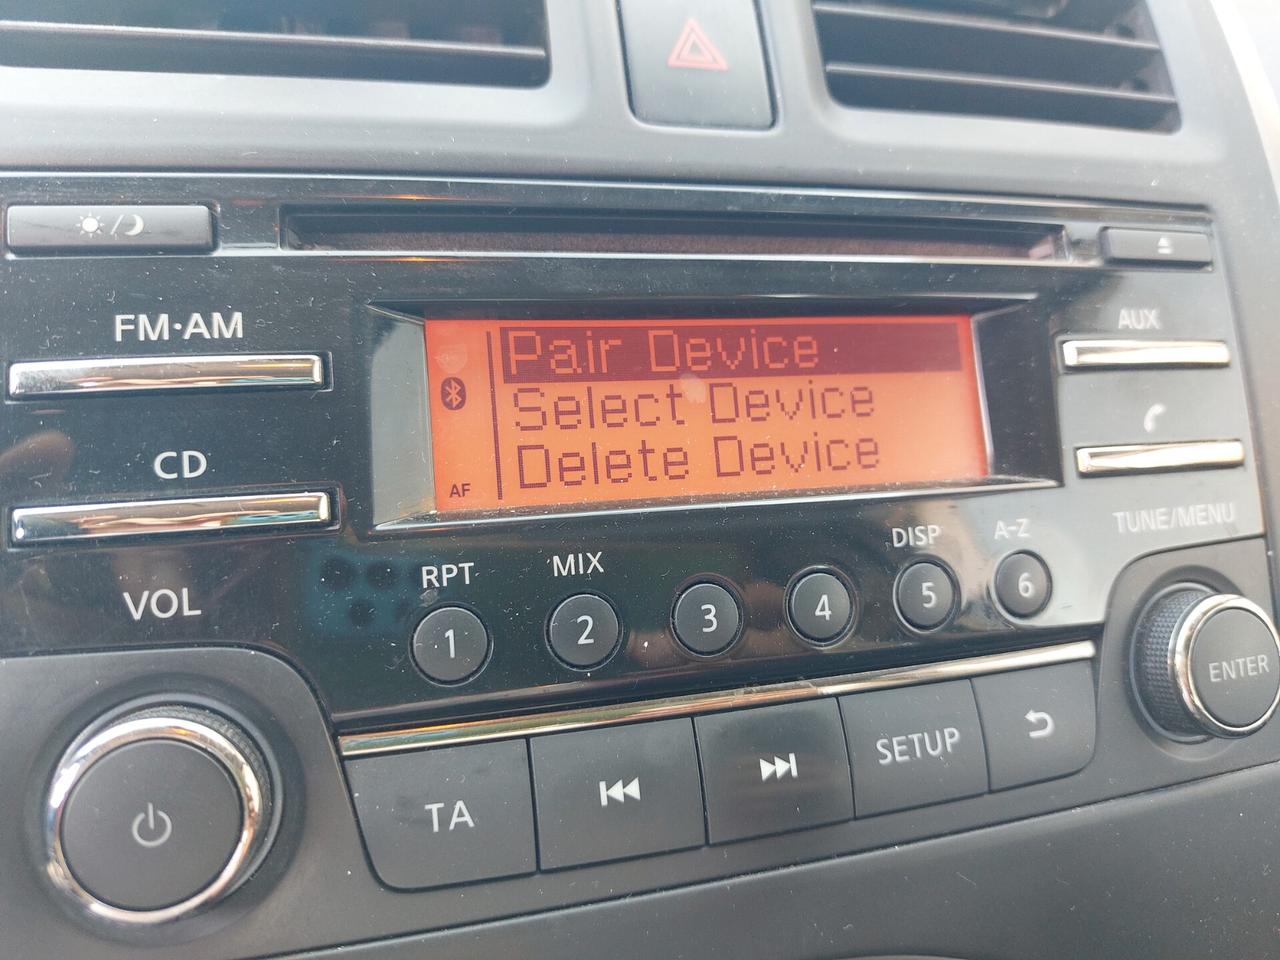 FM·AM
CD
VOL
Pair Device
Select Device
Delete Device
AF
AUX
TUNE/MENU
RPT
MIX
DISP
A-Z
1
2
3
4
5
6
ENTER
TA
SETUP